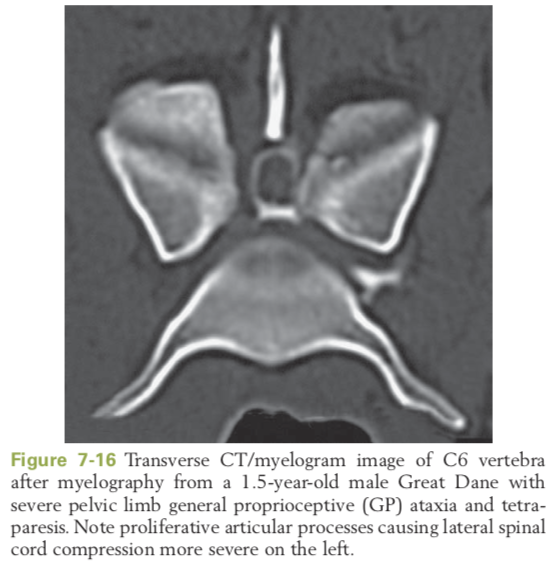 Figure 7-16 Transverse CT/myelogram image of C6 vertebra
after myelography from a 1.5-year-old male Great Dane with
severe pelvic limb general proprioceptive (GP) ataxia and tetra-
paresis. Note proliferative articular processes causing lateral spinal
cord compression more severe on the left.